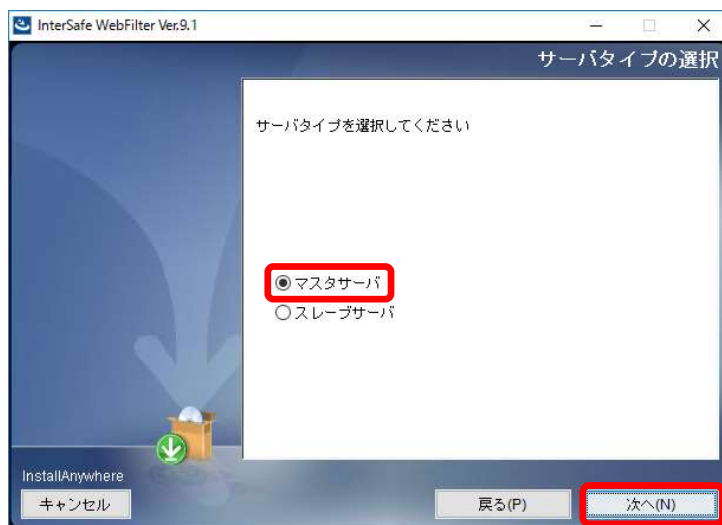 InterSafe WebFilter Ver.9.1
サーバタイプの選択
サーバタイプを選択してください
マスタサーバ
スレーブサーバ
InstallAnywhere
キャンセル
戻る(P)
次へ(N)